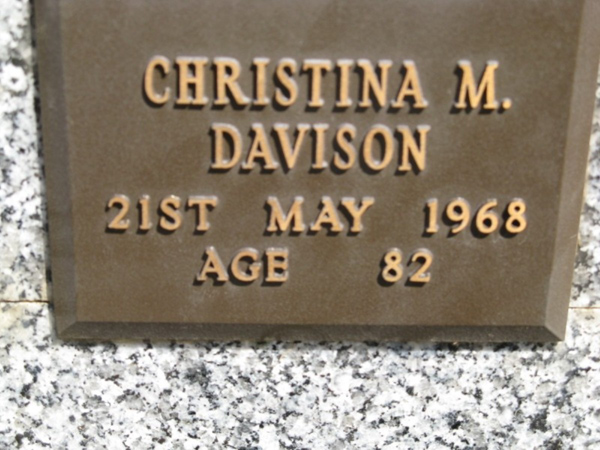 CHRISTINA M.
DAVISON
21ST MAY 1968
AGE 82